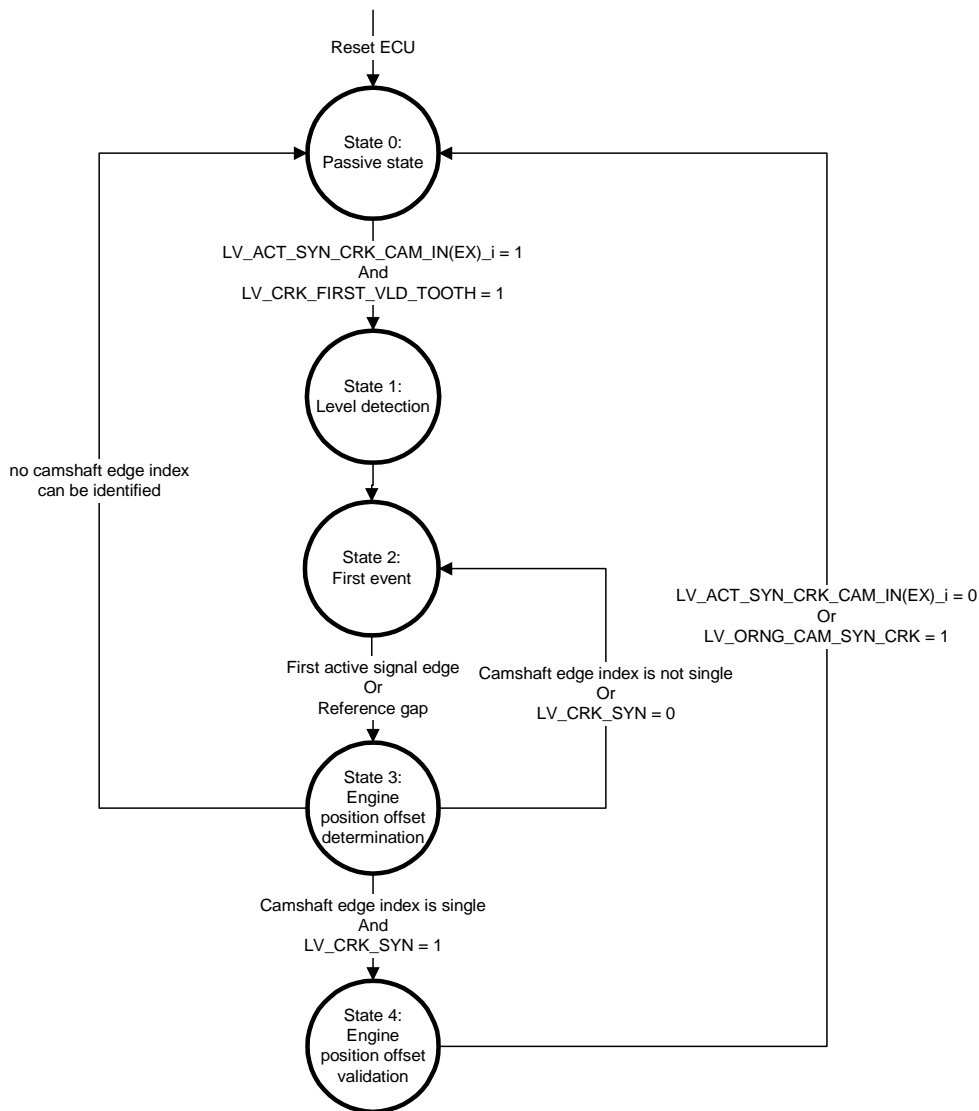 Reset ECU
State 0:
Passive state
LV_ACT_SYN_CRK_CAM_IN(EX)_i = 1
And
LV_CRK_FIRST_VLD_TOOTH = 1
State 1:
Level detection
no camshaft edge index
can be identified
State 2:
First event
LV_ACT_SYN_CRK_CAM_IN(EX)_i = 0
Or
LV_ORNG_CAM_SYN_CRK = 1
First active signal edge
Or
Reference gap
Camshaft edge index is not single
Or
LV_CRK_SYN = 0
State 3:
Engine
position offset
determination
Camshaft edge index is single
And
LV_CRK_SYN = 1
State 4:
Engine
position offset
validation